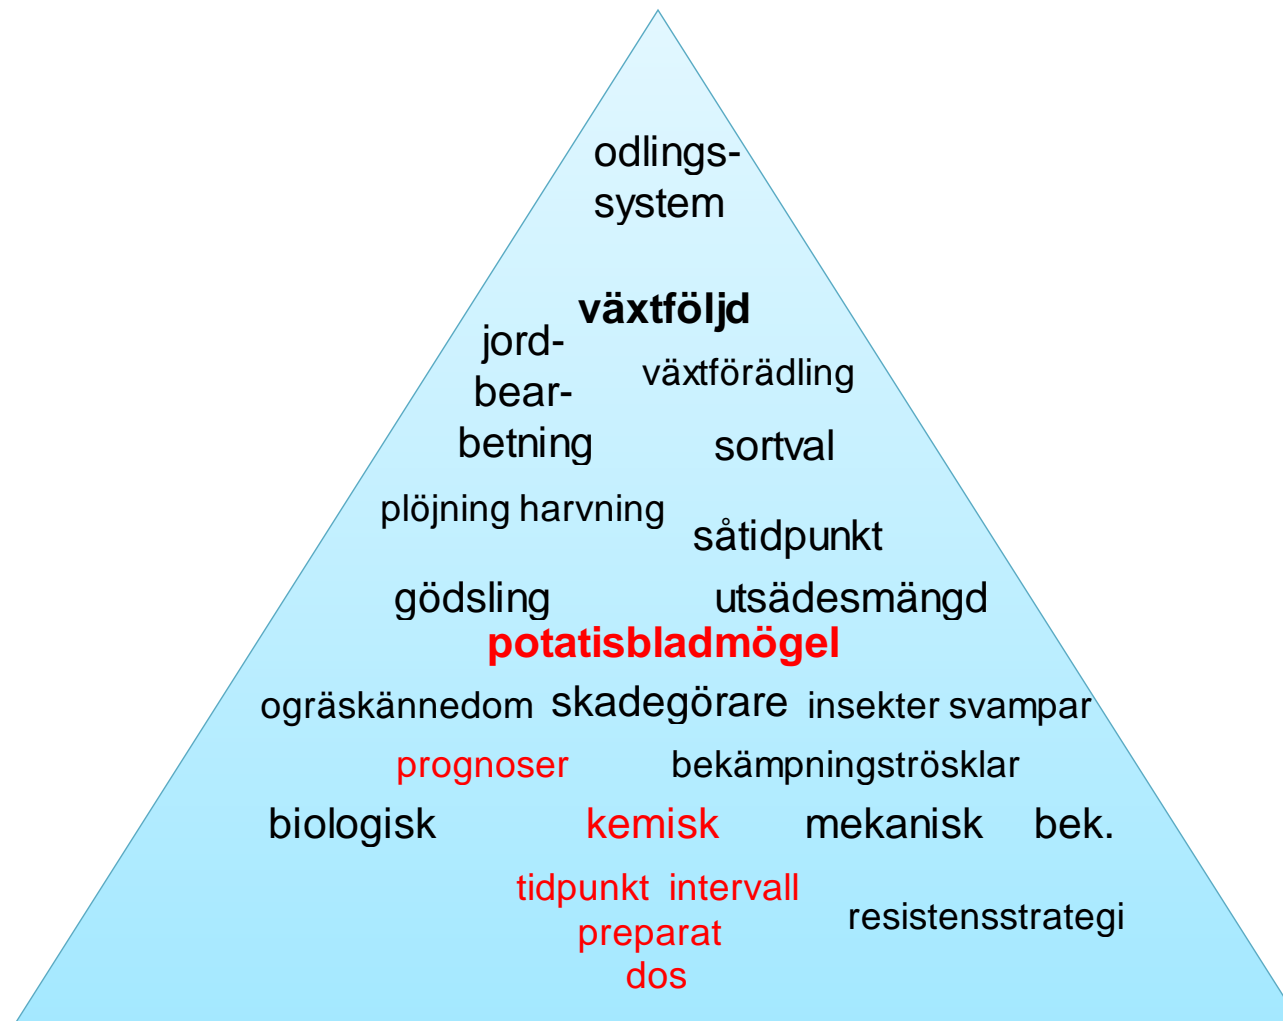 odlings-
system
växtföljd
jord-
bear-
betning
växtförädling
sortval
plöjning harvning
såtidpunkt
gödsling
utsädesmängd
potatisbladmögel
ogräskännedom skadegörare insekter svampar
prognoser bekämpningströsklar
biologisk kemisk mekanisk bek.
tidpunkt intervall
preparat
dos
resistensstrategi